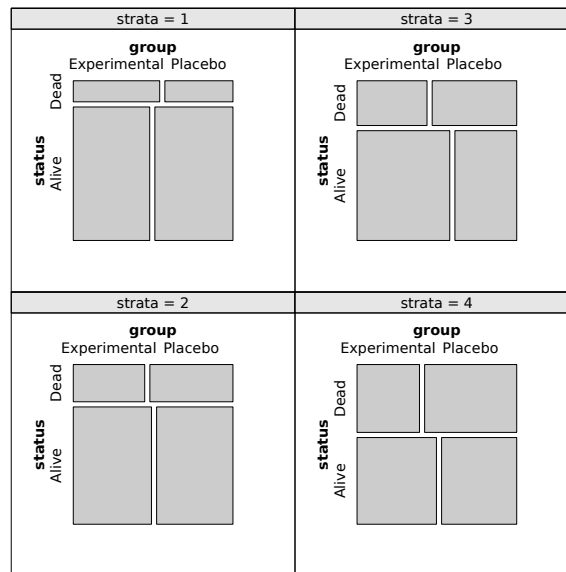 strata = 1
group
Experimental Placebo
status
Dead
Alive
strata = 3
group
Experimental Placebo
status
Dead
Alive
strata = 2
group
Experimental Placebo
status
Dead
Alive
strata = 4
group
Experimental Placebo
status
Dead
Alive